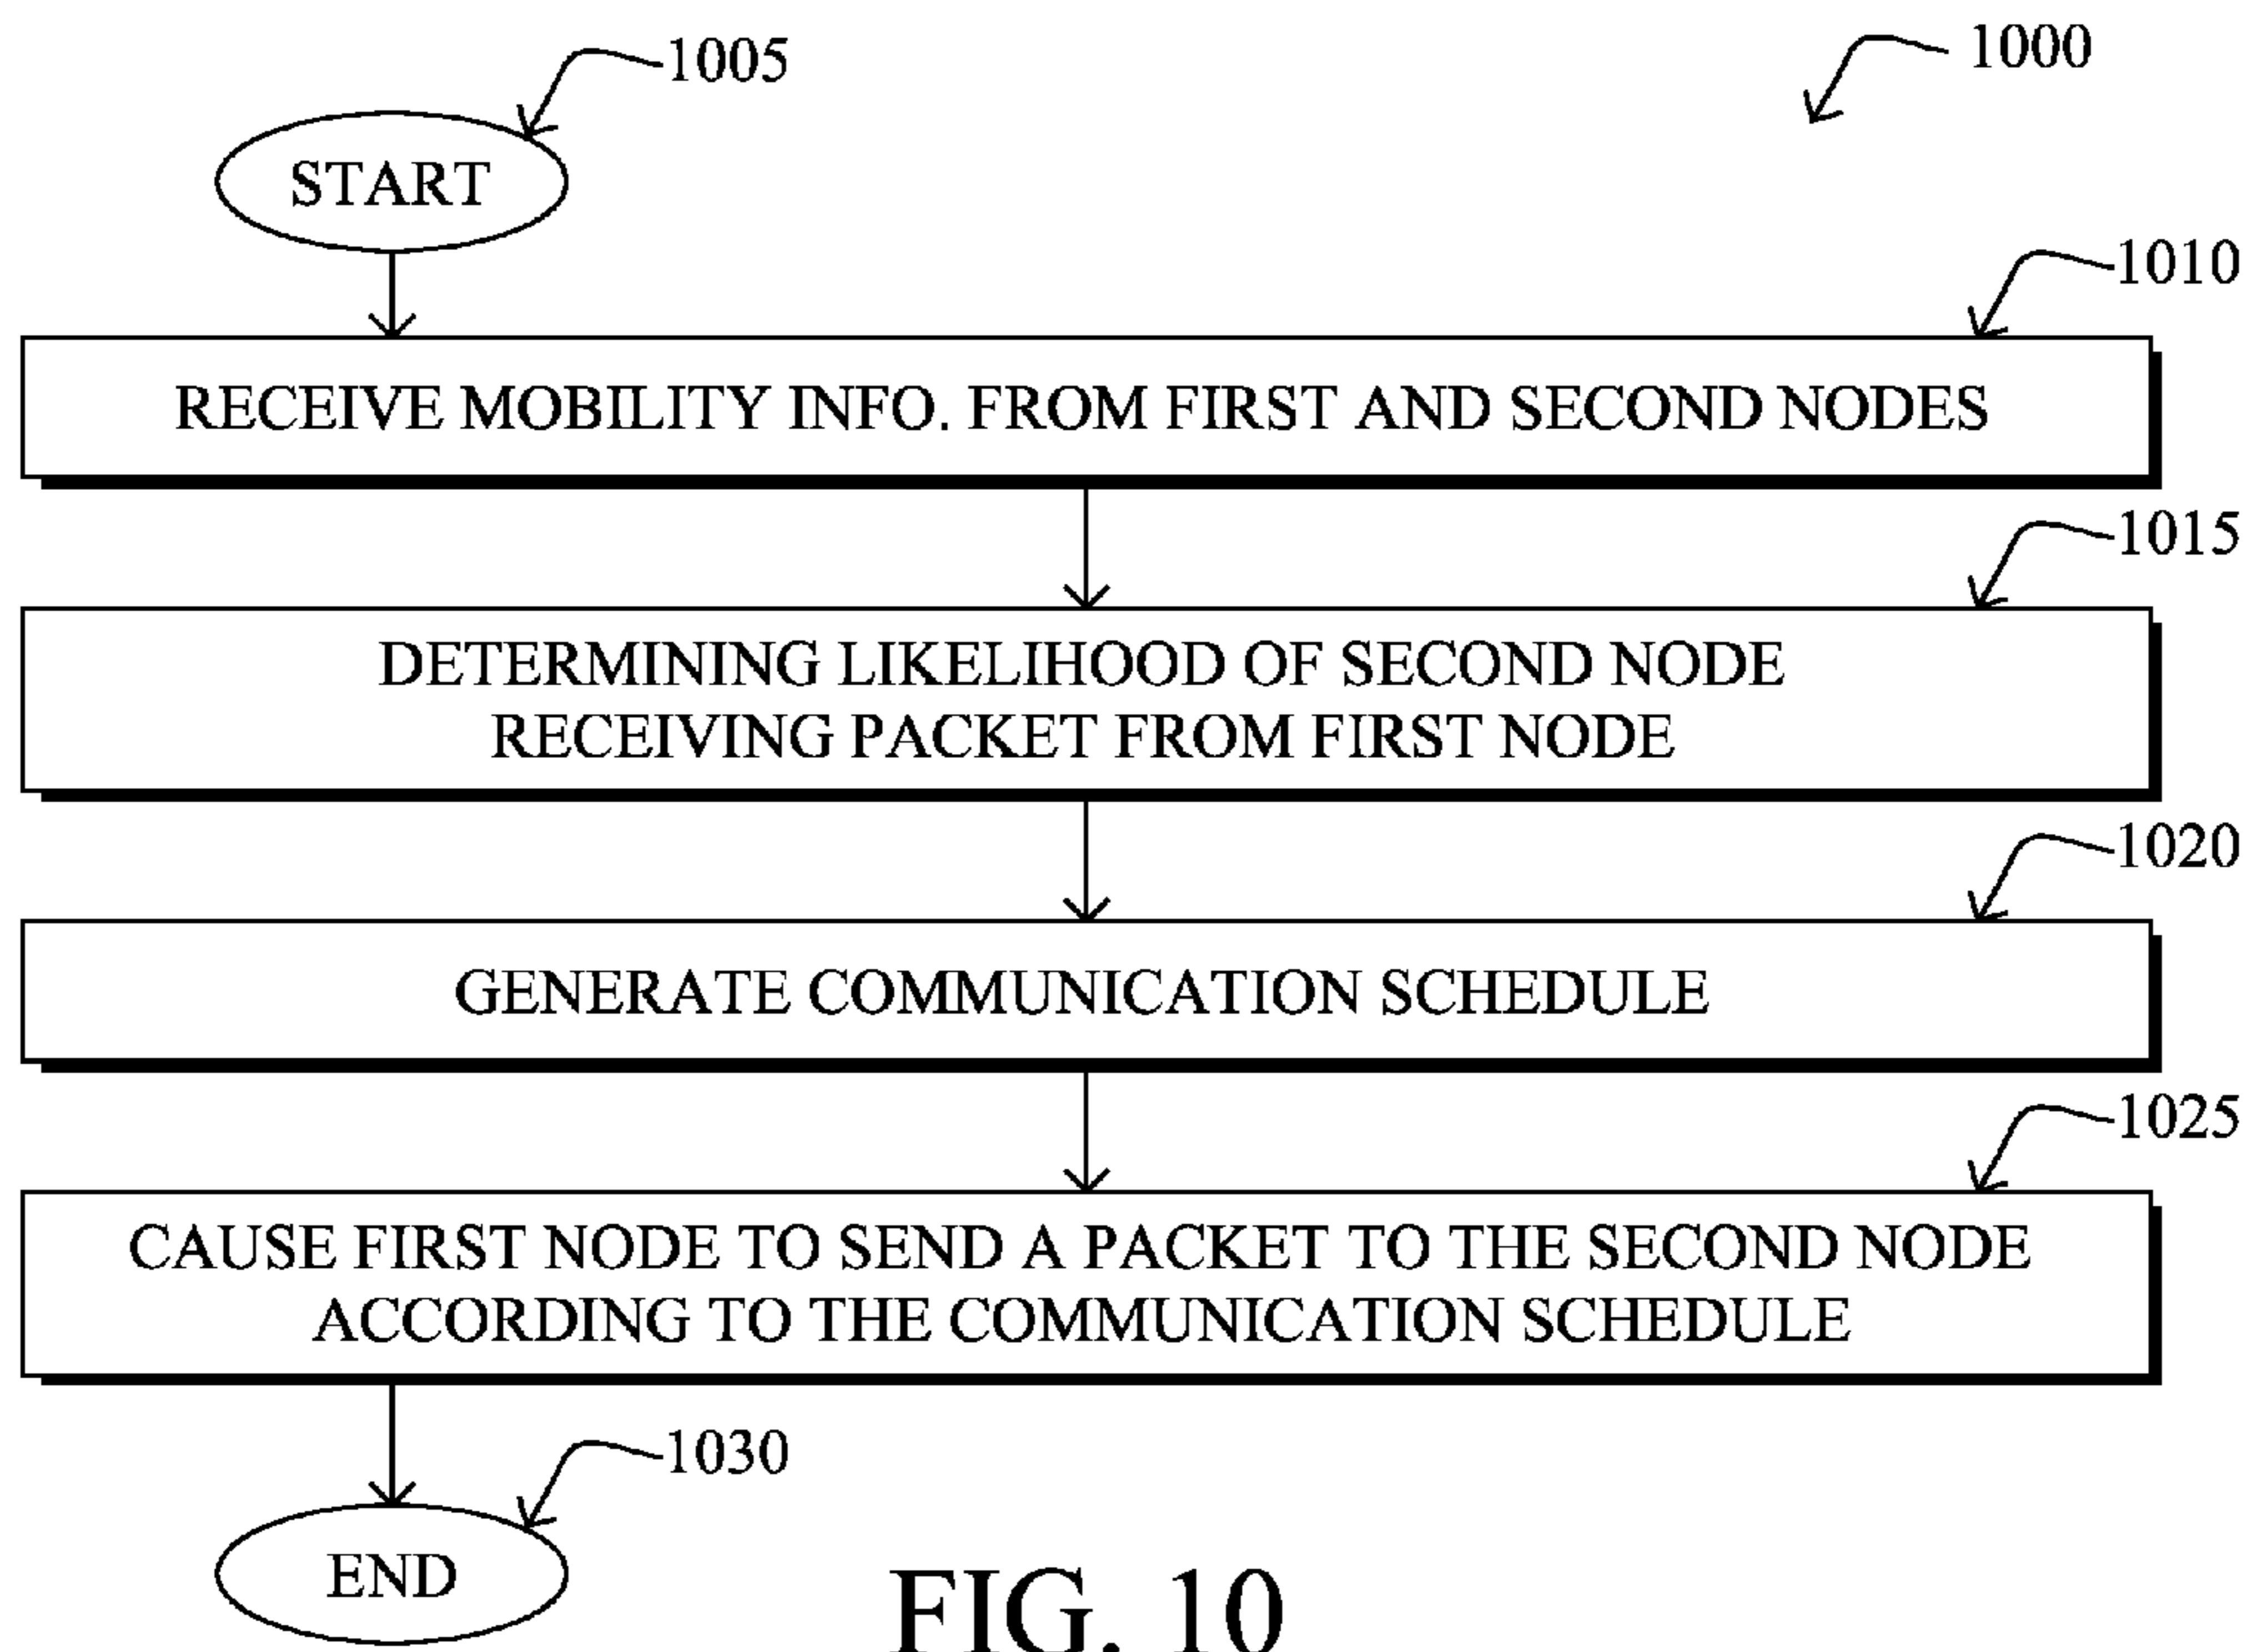 1005
1000
START
1010
RECEIVE MOBILITY INFO. FROM FIRST AND SECOND NODES
1015
DETERMINING LIKELIHOOD OF SECOND NODE
RECEIVING PACKET FROM FIRST NODE
1020
GENERATE COMMUNICATION SCHEDULE
1025
CAUSE FIRST NODE TO SEND A PACKET TO THE SECOND NODE
ACCORDING TO THE COMMUNICATION SCHEDULE
1030
END
FIG. 10